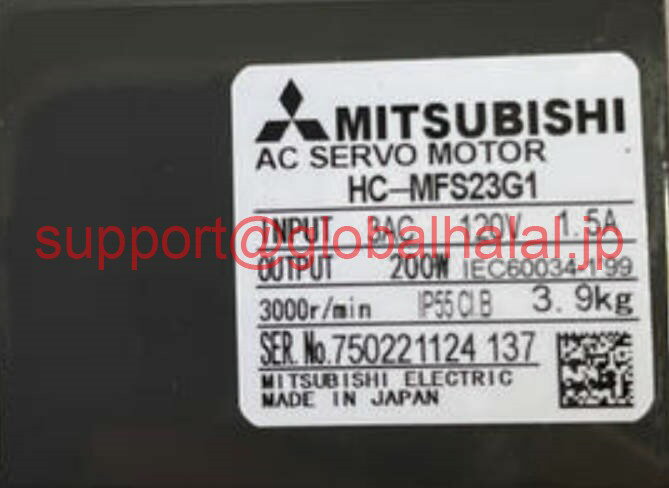 MITSUBISHI
AC SERVO MOTOR
HC-MFS23G1
INPUT 3AC 120V 1.5A
support@globalhalal.jp
OUTPUT 200W IEC60034-1-99
3000r/min IP55 CI.B 3.9kg
SER.No.750221124 137
MITSUBISHI ELECTRIC
MADE IN JAPAN